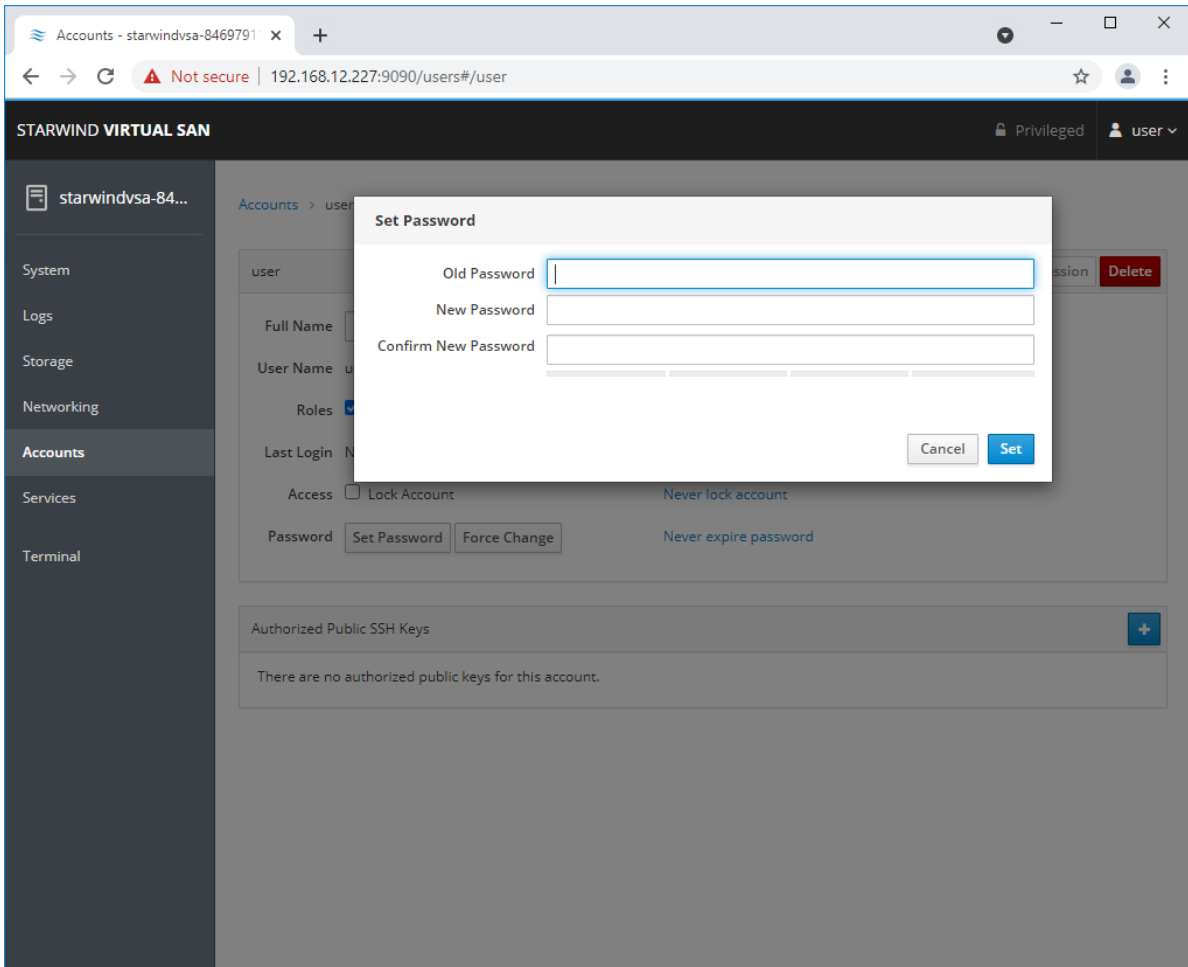 Accounts - starwindvsa-8469791
Not secure 192.168.12.227:9090/users#/user
STARWIND VIRTUAL SAN
Privileged
user
starwindvsa-84...
System
Logs
Storage
Networking
Accounts
Services
Terminal
Accounts > user
user
ssion
Delete
Full Name
User Name u
Roles
Last Login N
Access Lock Account Never lock account
Password Set Password Force Change Never expire password
Set Password
Old Password
New Password
Confirm New Password
Cancel Set
Authorized Public SSH Keys
There are no authorized public keys for this account.